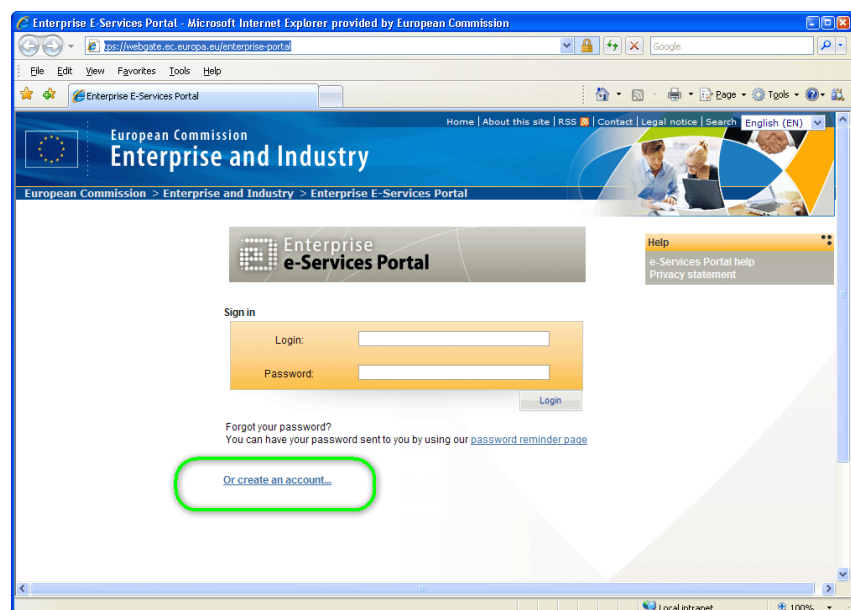 Enterprise E-Services Portal - Microsoft Internet Explorer provided by European Commission
tps://webgate.ec.europa.eu/enterprise-portal
Google
File Edit View Favorites Tools Help
Enterprise E-Services Portal
Page Tools
Home | About this site | RSS | Contact | Legal notice | Search English (EN)
European Commission
Enterprise and Industry
European Commission > Enterprise and Industry > Enterprise E-Services Portal
Enterprise
e-Services Portal
Help
e-Services Portal help
Privacy statement
Sign in
Login:
Password:
Login
Forgot your password?
You can have your password sent to you by using our password reminder page
Or create an account...
Local intranet 100%